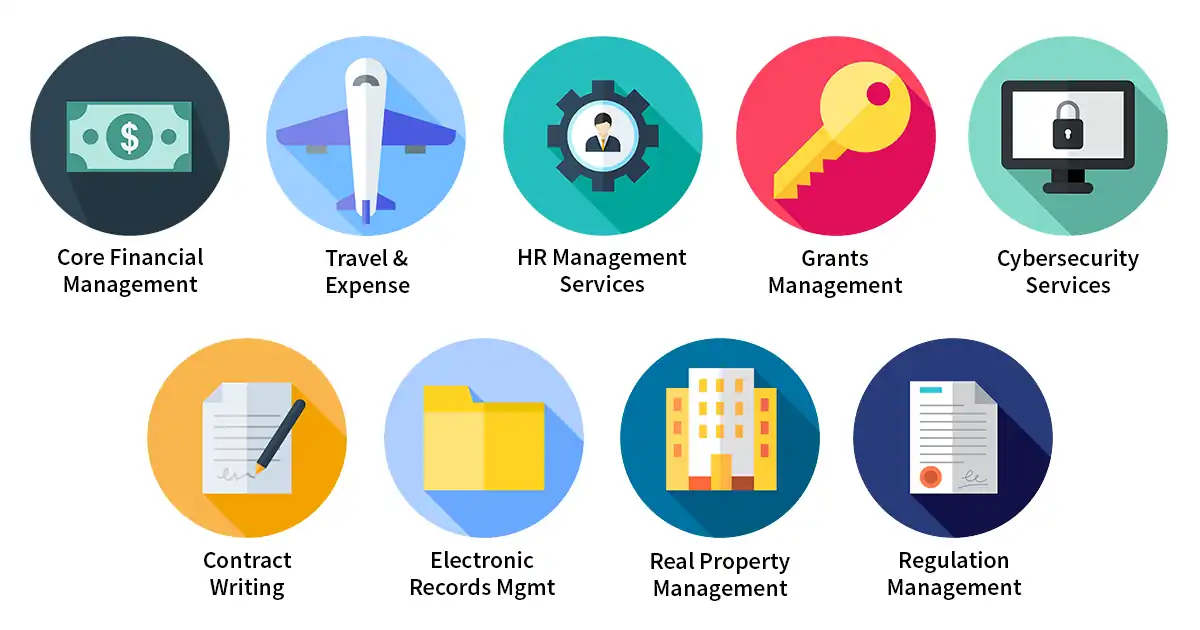 $
Core Financial
Management
Travel &
Expense
HR Management
Services
Grants
Management
Cybersecurity
Services
Contract
Writing
Electronic
Records Mgmt
Real Property
Management
Regulation
Management